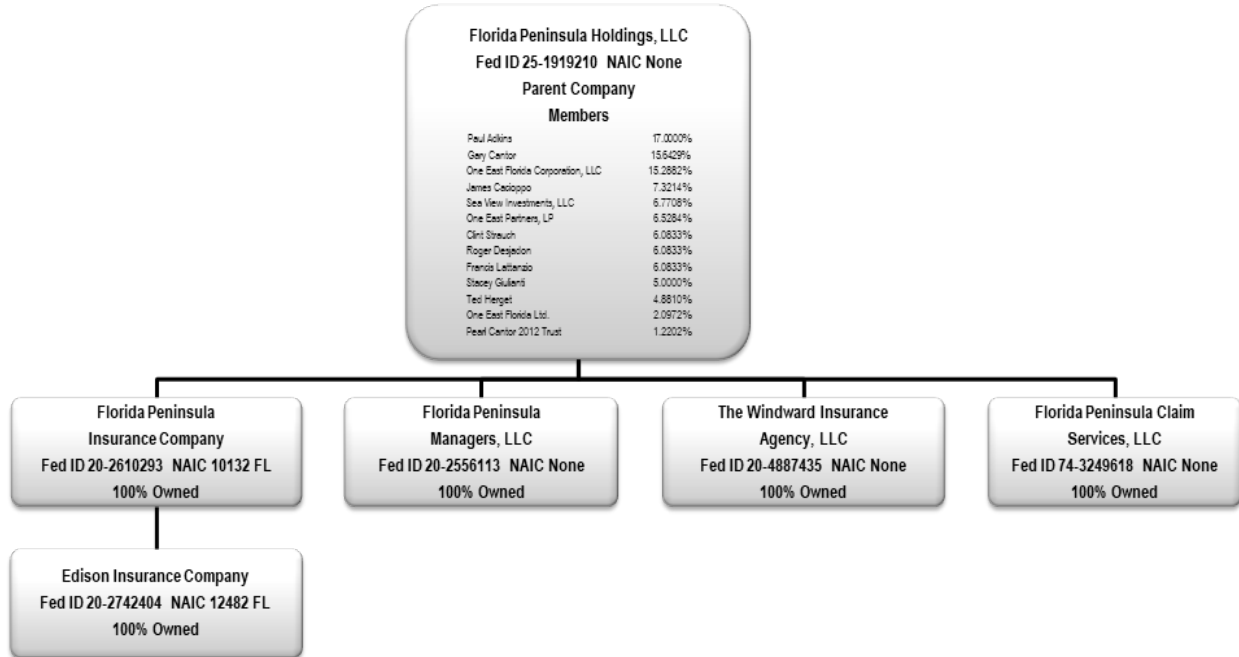 Florida Peninsula Holdings, LLC
Fed ID 25-1919210 NAIC None
Parent Company
Members
Paul Adkins 17.0000%
Gary Cantor 15.6429%
One East Florida Corporation, LLC 15.2882%
James Cacioppo 7.3214%
Sea View Investments, LLC 6.7708%
One East Partners, LP 6.5284%
Clint Strauch 6.0833%
Roger Desjadon 6.0833%
Francis Lattanzio 6.0833%
Stacey Giulianti 5.0000%
Ted Herget 4.8810%
One East Florida Ltd. 2.0972%
Pearl Cantor 2012 Trust 1.2202%
Florida Peninsula
Insurance Company
Fed ID 20-2610293 NAIC 10132 FL
100% Owned
Florida Peninsula
Managers, LLC
Fed ID 20-2556113 NAIC None
100% Owned
The Windward Insurance
Agency, LLC
Fed ID 20-4887435 NAIC None
100% Owned
Florida Peninsula Claim
Services, LLC
Fed ID 74-3249618 NAIC None
100% Owned
Edison Insurance Company
Fed ID 20-2742404 NAIC 12482 FL
100% Owned